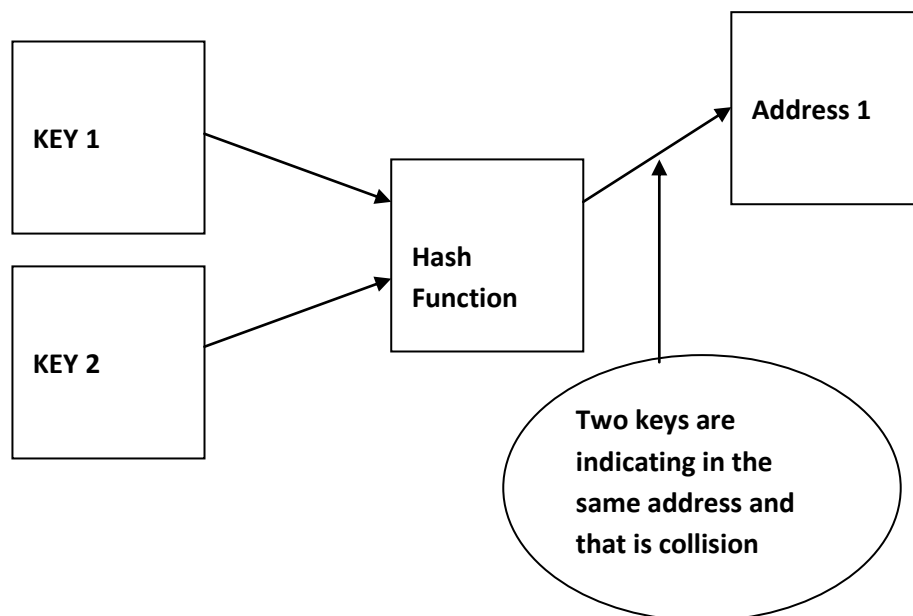 KEY 1
Address 1
Hash
Function
KEY 2
Two keys are
indicating in the
same address and
that is collision